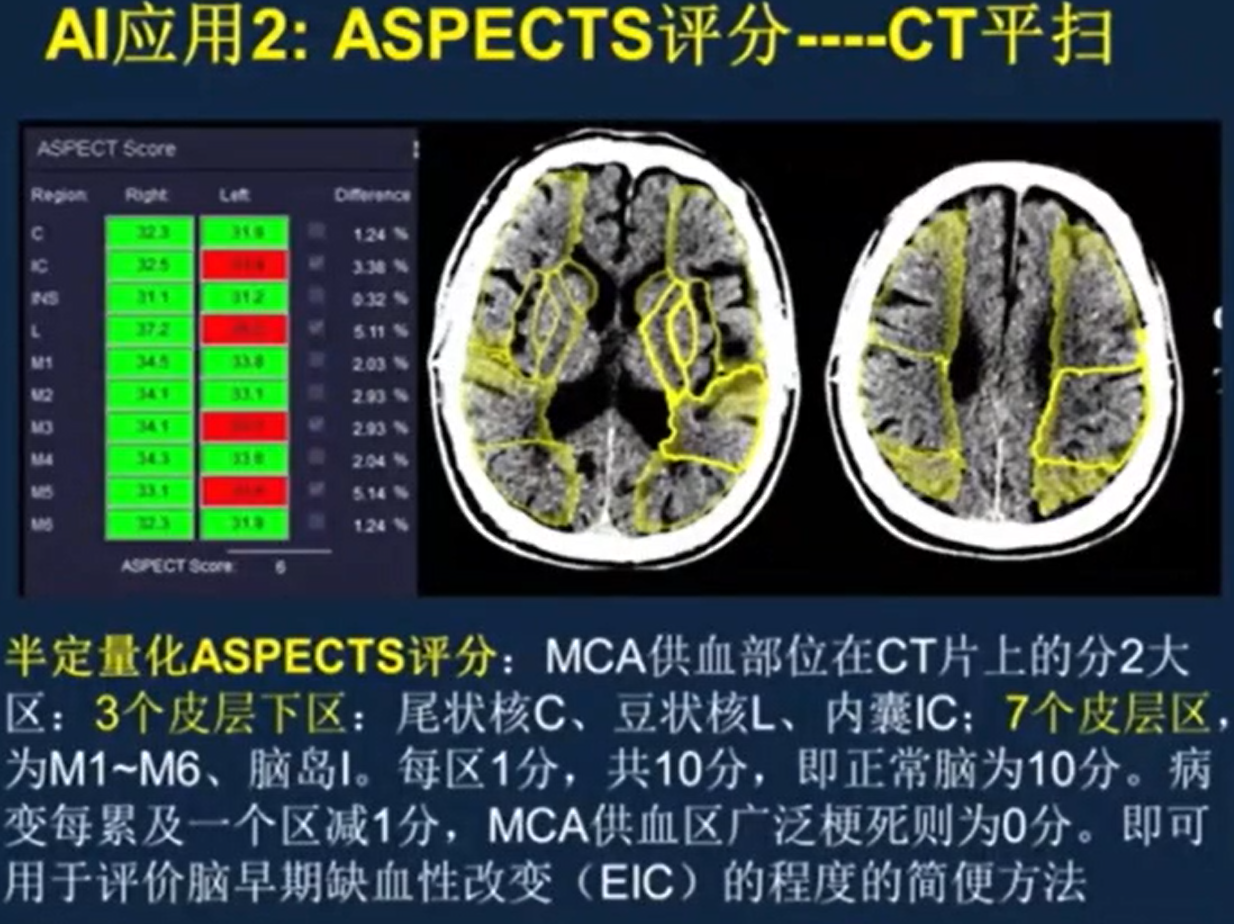 AI应用2: ASPECTS评分----CT平扫
ASPECT Score
Region: Right: Left: Difference
C 32.3 31.9 1.24 %
IC 32.5 3.38 %
INS 31.1 31.2 0.32 %
L 37.2 5.11 %
M1 34.5 33.8 2.03 %
M2 34.1 33.1 2.93 %
M3 34.1 2.93 %
M4 34.3 33.6 2.04 %
M5 33.1 5.14 %
M6 32.3 31.9 1.24 %
ASPECT Score: 6
半定量化ASPECTS评分：MCA供血部位在CT片上的分2大
区：3个皮层下区：尾状核C、豆状核L、内囊IC；7个皮层区，
为M1~M6、脑岛I。每区1分，共10分，即正常脑为10分。病
变每累及一个区减1分，MCA供血区广泛梗死则为0分。即可
用于评价脑早期缺血性改变（EIC）的程度的简便方法